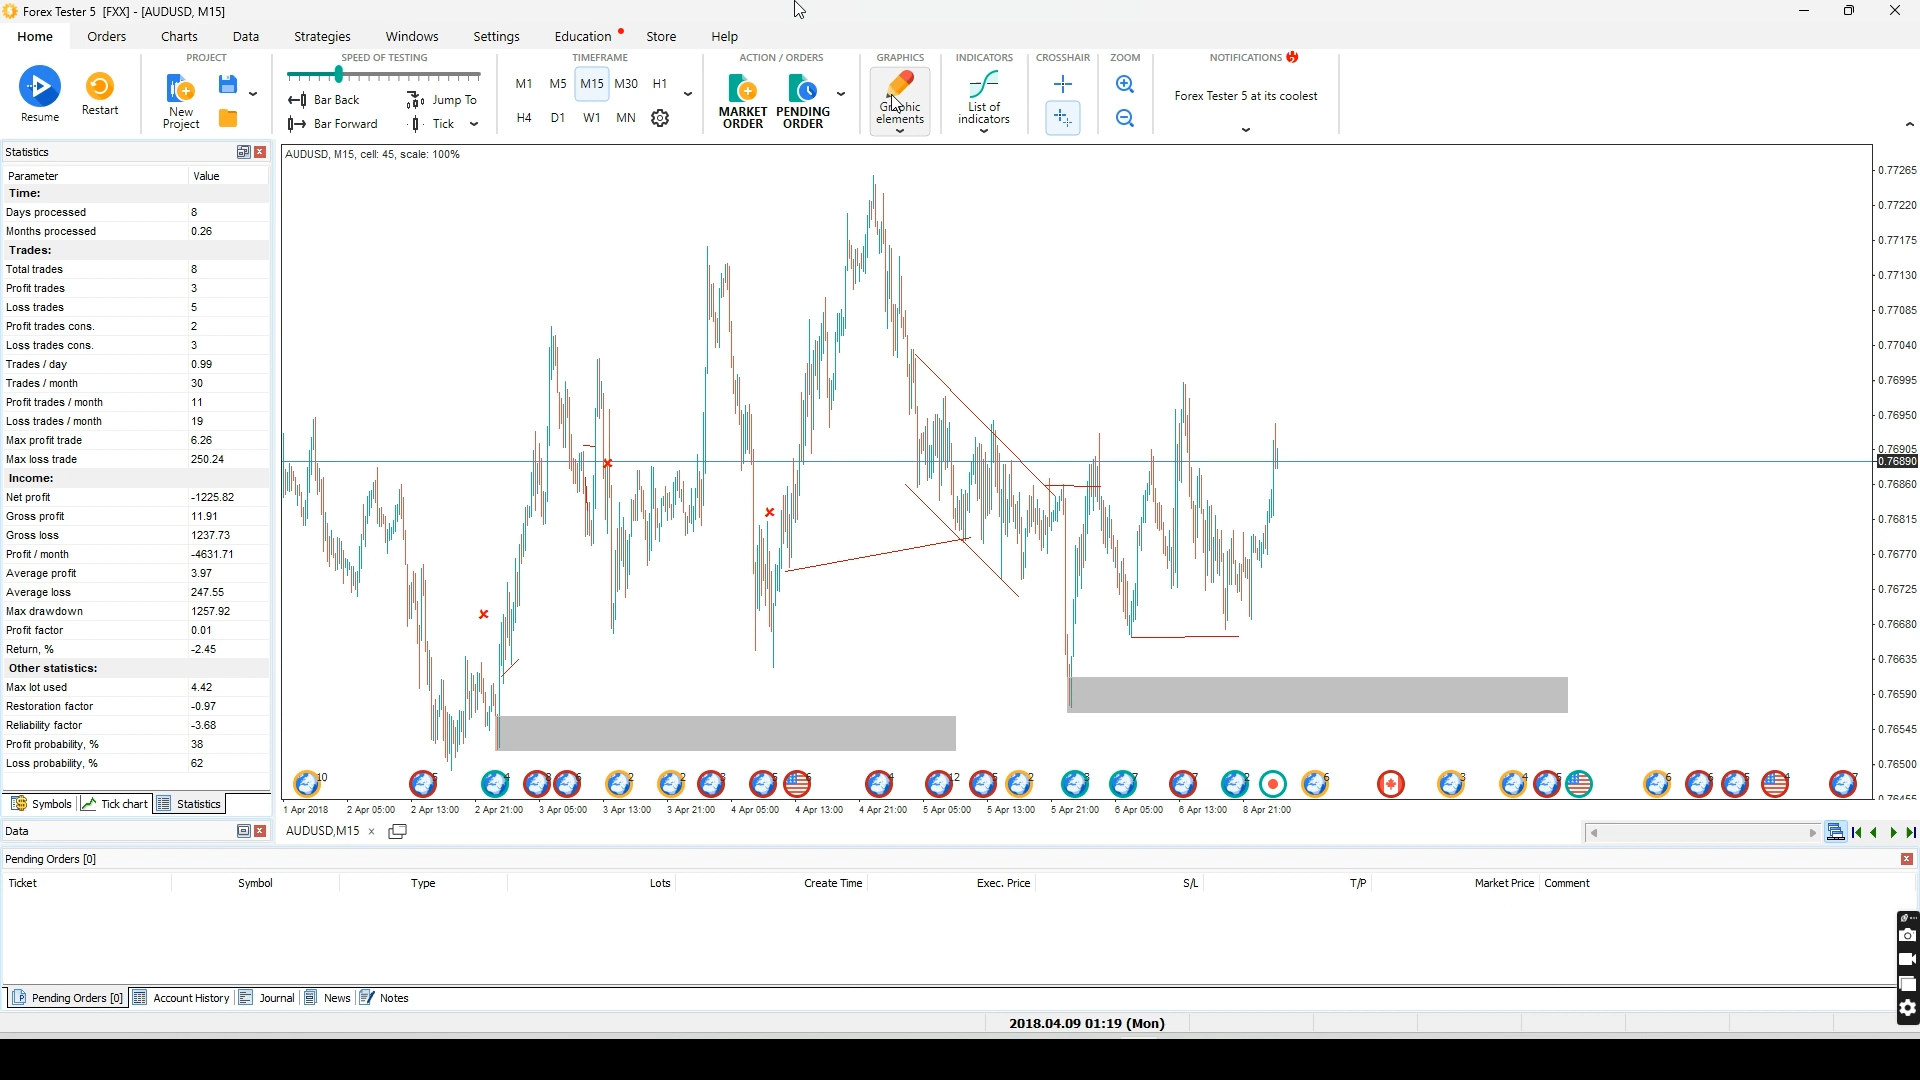 Forex Tester 5 [FXX] - [AUDUSD, M15]
Home Orders Charts Data Strategies Windows Settings Education Store Help
PROJECT SPEED OF TESTING TIMEFRAME ACTION / ORDERS GRAPHICS INDICATORS CROSSHAIR ZOOM NOTIFICATIONS
Resume Restart New Project
Bar Back Jump To
Bar Forward Tick
M1 M5 M15 M30 H1
H4 D1 W1 MN
MARKET ORDER PENDING ORDER
Graphic elements
List of indicators
Forex Tester 5 at its coolest
Statistics
Parameter Value
Time:
Days processed 8
Months processed 0.26
Trades:
Total trades 8
Profit trades 3
Loss trades 5
Profit trades cons. 2
Loss trades cons. 3
Trades / day 0.99
Trades / month 30
Profit trades / month 11
Loss trades / month 19
Max profit trade 6.26
Max loss trade 250.24
Income:
Net profit -1225.82
Gross profit 11.91
Gross loss 1237.73
Profit / month -4631.71
Average profit 3.97
Average loss 247.55
Max drawdown 1257.92
Profit factor 0.01
Return, % -2.45
Other statistics:
Max lot used 4.42
Restoration factor -0.97
Reliability factor -3.68
Profit probability, % 38
Loss probability, % 62
Symbols Tick chart Statistics
Data
AUDUSD, M15, cell: 45, scale: 100%
0.77265
0.77220
0.77175
0.77130
0.77085
0.77040
0.76995
0.76950
0.76905
0.76890
0.76860
0.76815
0.76770
0.76725
0.76680
0.76635
0.76590
0.76545
0.76500
0.76455
1 Apr 2018 2 Apr 05:00 2 Apr 13:00 2 Apr 21:00 3 Apr 05:00 3 Apr 13:00 3 Apr 21:00 4 Apr 05:00 4 Apr 13:00 4 Apr 21:00 5 Apr 05:00 5 Apr 13:00 5 Apr 21:00 6 Apr 05:00 6 Apr 13:00 8 Apr 21:00
AUDUSD,M15
Pending Orders [0]
Ticket Symbol Type Lots Create Time Exec. Price S/L T/P Market Price Comment
Pending Orders [0] Account History Journal News Notes
2018.04.09 01:19 (Mon)